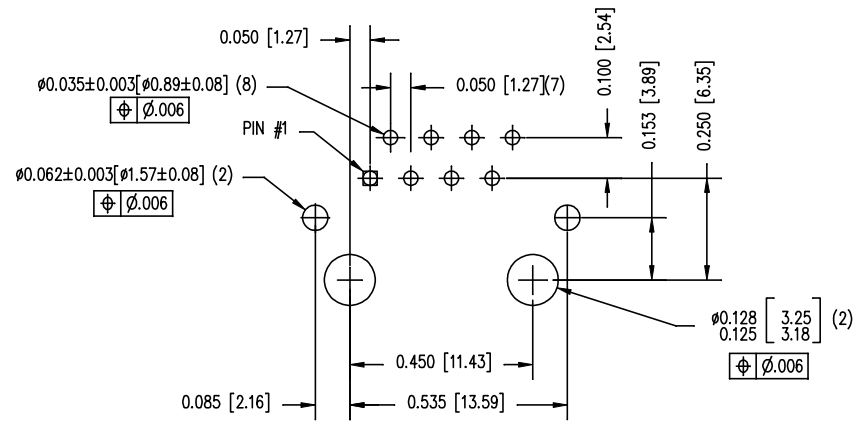 0.050 [1.27]
0.100 [2.54]
ø0.035±0.003[ø0.89±0.08] (8)
0.050 [1.27](7)
0.153 [3.89]
0.250 [6.35]
⌖ Ø.006
PIN #1
ø0.062±0.003[ø1.57±0.08] (2)
⌖ Ø.006
ø0.128 [3.25] (2)
0.125 [3.18]
0.450 [11.43]
⌖ Ø.006
0.085 [2.16]
0.535 [13.59]